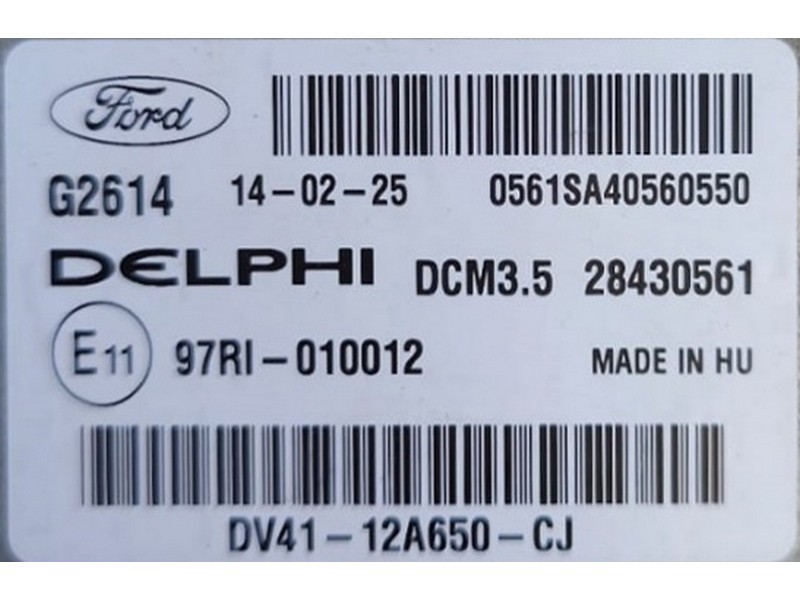 Ford
G2614 14-02-25 0561SA40560550
DELPHI DCM3.5 28430561
E11 97RI-010012 MADE IN HU
DV41-12A650-CJ